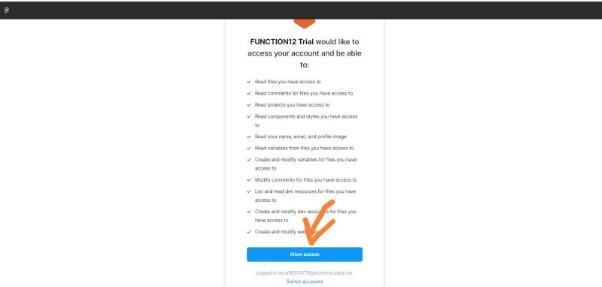 FUNCTION12 Trial would like to
access your account and be able
to:
Read files you have access to
Read comments for files you have access to
Read projects you have access to
Read components and styles you have access
to
Read your name, email, and profile image
Read variables from files you have access to
Create and modify variables for files you have
access to
Modify comments for files you have access to
List and read dev resources for files you have
access to
Create and modify dev resources for files you
have access to
Create and modify
Allow access
Logged in as
Switch accounts